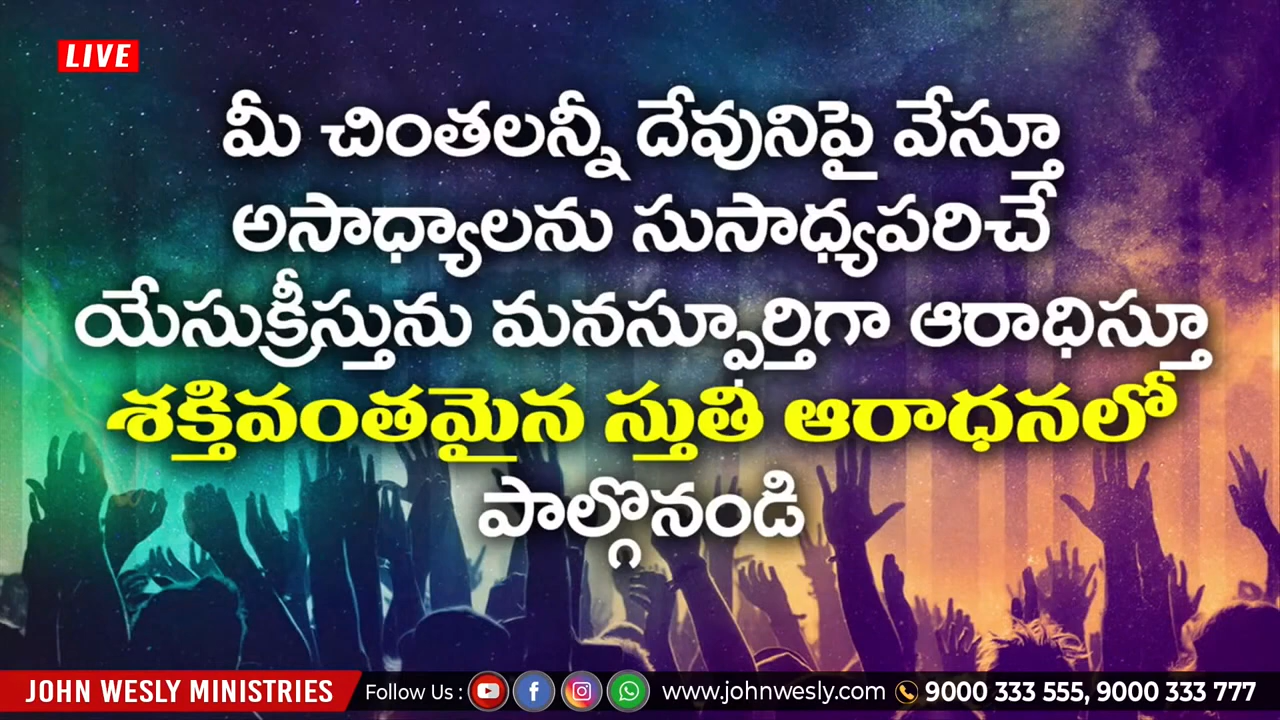 LIVE
మీ చింతలన్నీ దేవునిపై వేస్తూ
అసాధ్యాలను సుసాధ్యపరిచే
యేసుక్రీస్తును మనస్ఫూర్తిగా ఆరాధిస్తూ
శక్తివంతమైన స్తుతి ఆరాధనలో
పాల్గొనండి
JOHN WESLY MINISTRIES Follow Us : www.johnwesly.com 9000 333 555, 9000 333 777